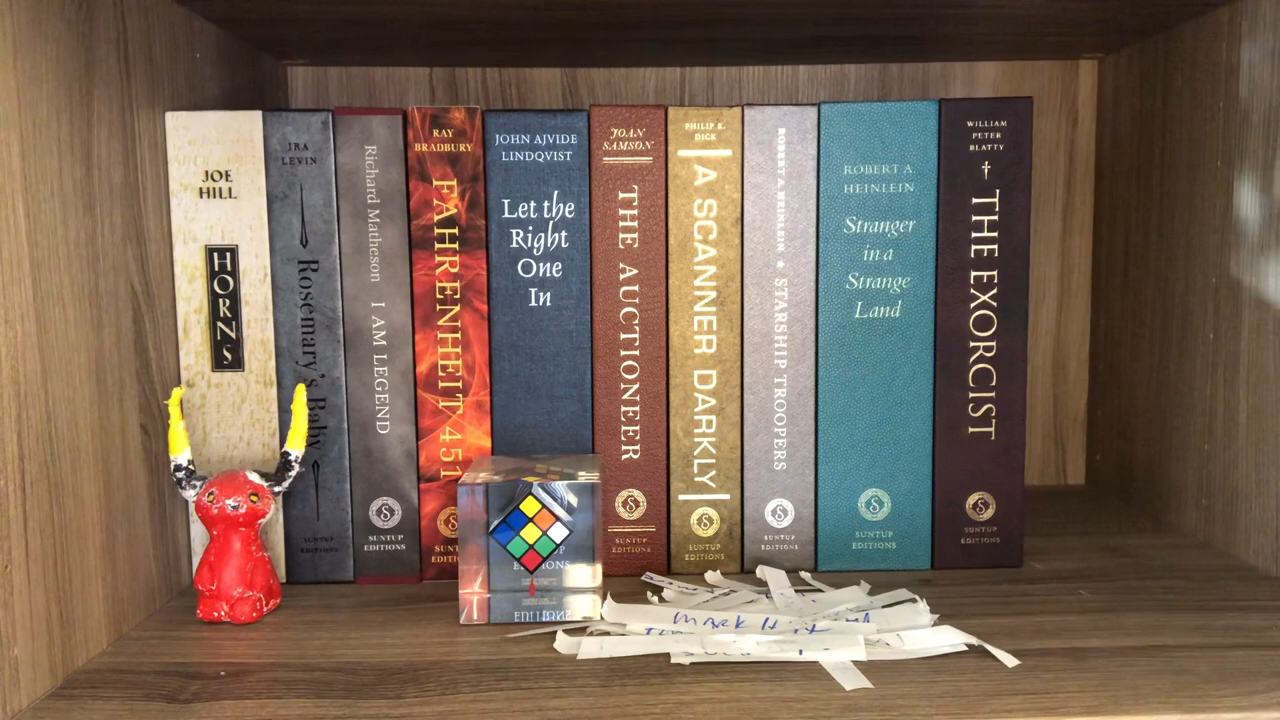 JOE
HILL
HORNS
IRA
LEVIN
Rosemary's Baby
SUNTUP
EDITIONS
Richard Matheson I AM LEGEND
SUNTUP
EDITIONS
RAY
BRADBURY
FAHRENHEIT 451
JOHN AJVIDE
LINDQVIST
Let the
Right
One
In
JOAN
SAMSON
THE AUCTIONEER
S
SUNTUP
EDITIONS
PHILIP K.
DICK
A SCANNER DARKLY
S
SUNTUP
EDITIONS
ROBERT A. HEINLEIN ★ STARSHIP TROOPERS
S
SUNTUP
EDITIONS
ROBERT A.
HEINLEIN
Stranger
in a
Strange
Land
S
SUNTUP
EDITIONS
WILLIAM
PETER
BLATTY
THE EXORCIST
S
SUNTUP
EDITIONS
MARK